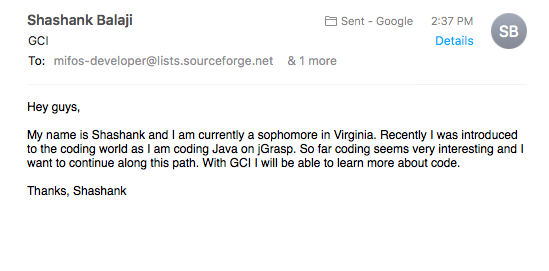 Shashank Balaji
Sent - Google 2:37 PM
SB
GCI
Details
To: mifos-developer@lists.sourceforge.net & 1 more
Hey guys,
My name is Shashank and I am currently a sophomore in Virginia. Recently I was introduced
to the coding world as I am coding Java on jGrasp. So far coding seems very interesting and I
want to continue along this path. With GCI I will be able to learn more about code.
Thanks, Shashank